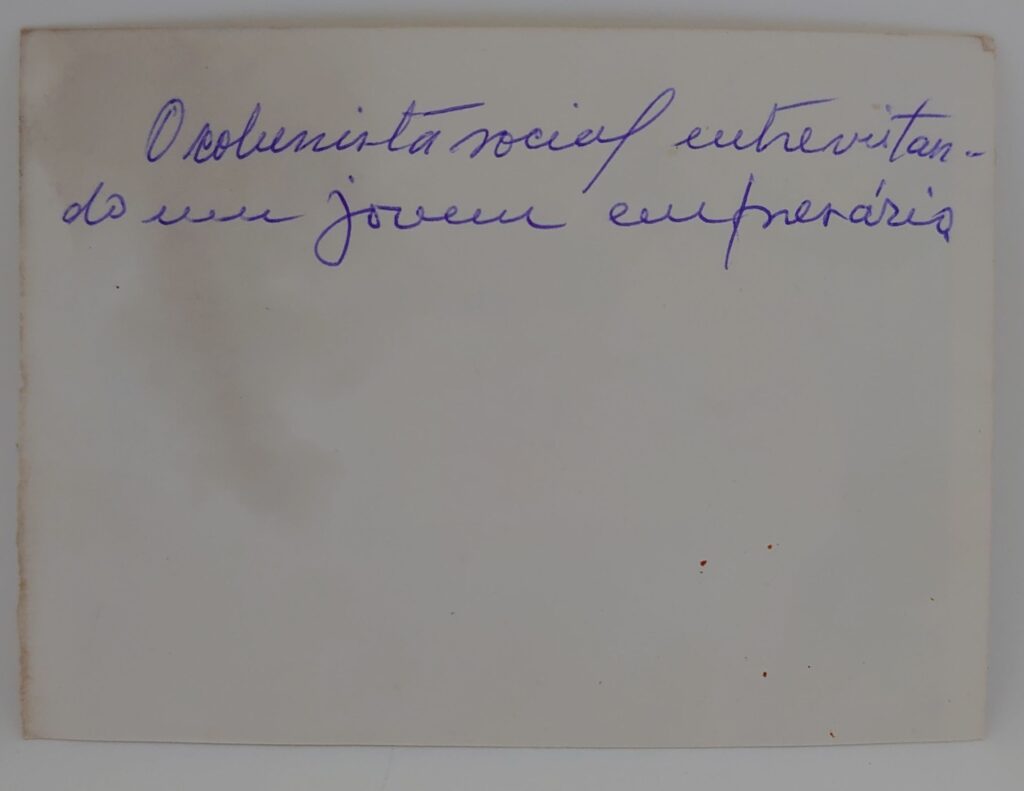 O colunista social entrevistan-
do um jovem empresário